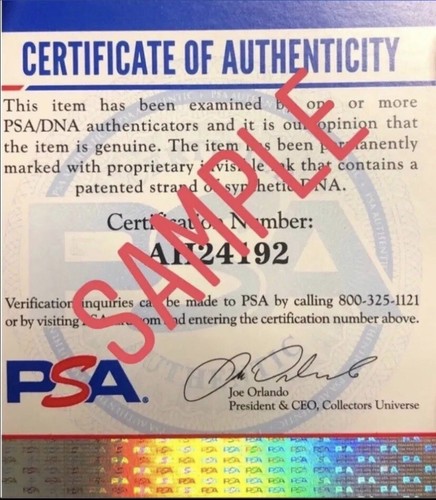 CERTIFICATE OF AUTHENTICITY
This item has been examined by one or more
PSA/DNA authenticators and it is our opinion that
the item is genuine. The item has been permanently
marked with proprietary invisible ink that contains a
patented strand of synthetic DNA.
Certification Number:
AH24192
SAMPLE
Verification inquiries can be made to PSA by calling 800-325-1121
or by visiting PSAcard.com and entering the certification number above.
PSA.
Joe Orlando
President & CEO, Collectors Universe